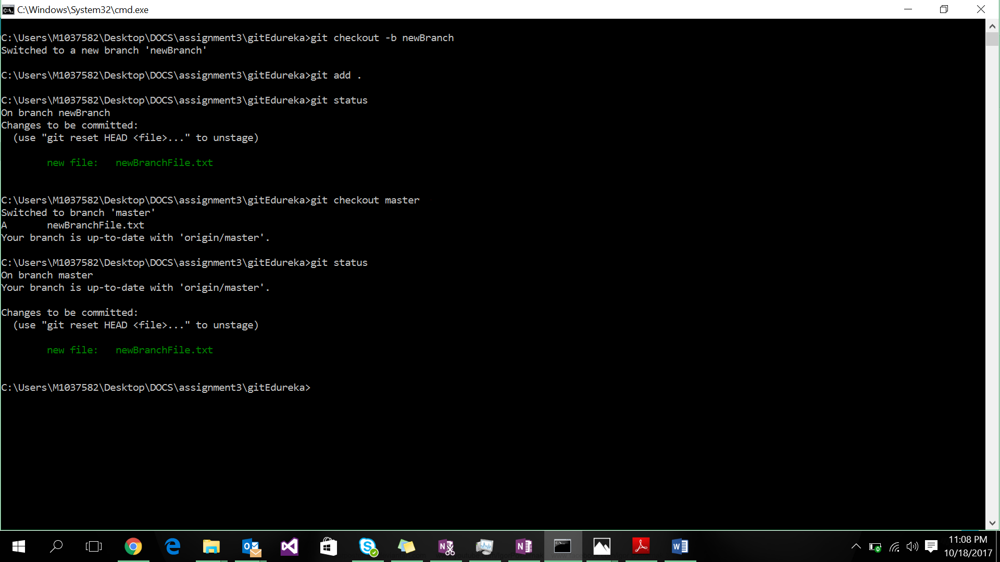 C:\Windows\System32\cmd.exe
C:\Users\M1037582\Desktop\DOCS\assignment3\gitEdureka>git checkout -b newBranch
Switched to a new branch 'newBranch'
C:\Users\M1037582\Desktop\DOCS\assignment3\gitEdureka>git add .
C:\Users\M1037582\Desktop\DOCS\assignment3\gitEdureka>git status
On branch newBranch
Changes to be committed:
  (use "git reset HEAD <file>..." to unstage)
        new file:   newBranchFile.txt
C:\Users\M1037582\Desktop\DOCS\assignment3\gitEdureka>git checkout master
Switched to branch 'master'
A       newBranchFile.txt
Your branch is up-to-date with 'origin/master'.
C:\Users\M1037582\Desktop\DOCS\assignment3\gitEdureka>git status
On branch master
Your branch is up-to-date with 'origin/master'.
Changes to be committed:
  (use "git reset HEAD <file>..." to unstage)
        new file:   newBranchFile.txt
C:\Users\M1037582\Desktop\DOCS\assignment3\gitEdureka>
11:08 PM
10/18/2017